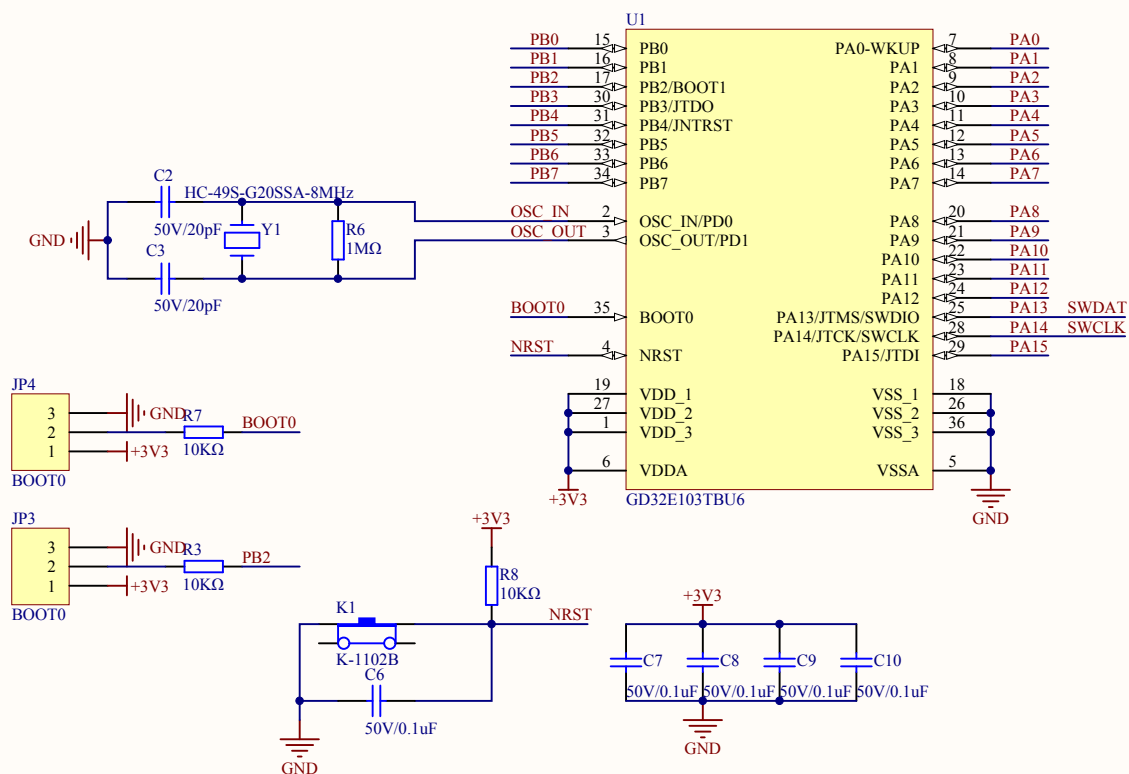 U1
PB0 15 PB0 PA0-WKUP 7 PA0
PB1 16 PB1 PA1 8 PA1
PB2 17 PB2/BOOT1 PA2 9 PA2
PB3 30 PB3/JTDO PA3 10 PA3
PB4 31 PB4/JNTRST PA4 11 PA4
PB5 32 PB5 PA5 12 PA5
PB6 33 PB6 PA6 13 PA6
PB7 34 PB7 PA7 14 PA7
C2 HC-49S-G20SSA-8MHz
OSC_IN 2 OSC_IN/PD0 PA8 20 PA8
50V/20pF Y1 R6
GND OSC_OUT 3 OSC_OUT/PD1 PA9 21 PA9
C3 1MΩ PA10 22 PA10
50V/20pF PA11 23 PA11
PA12 24 PA12
BOOT0 35 BOOT0 PA13/JTMS/SWDIO 25 PA13 SWDAT
PA14/JTCK/SWCLK 28 PA14 SWCLK
NRST 4 NRST PA15/JTDI 29 PA15
19 VDD_1 VSS_1 18
27 VDD_2 VSS_2 26
1 VDD_3 VSS_3 36
6 VDDA VSSA 5
+3V3
GD32E103TBU6
GND
JP4
3 GND
2 R7 BOOT0
10KΩ
1 +3V3
BOOT0
JP3
3 GND
2 R3 PB2
10KΩ
1 +3V3
BOOT0
+3V3
R8
10KΩ
K1 NRST
K-1102B
C6
50V/0.1uF
GND
+3V3
C7 C8 C9 C10
50V/0.1uF 50V/0.1uF 50V/0.1uF 50V/0.1uF
GND